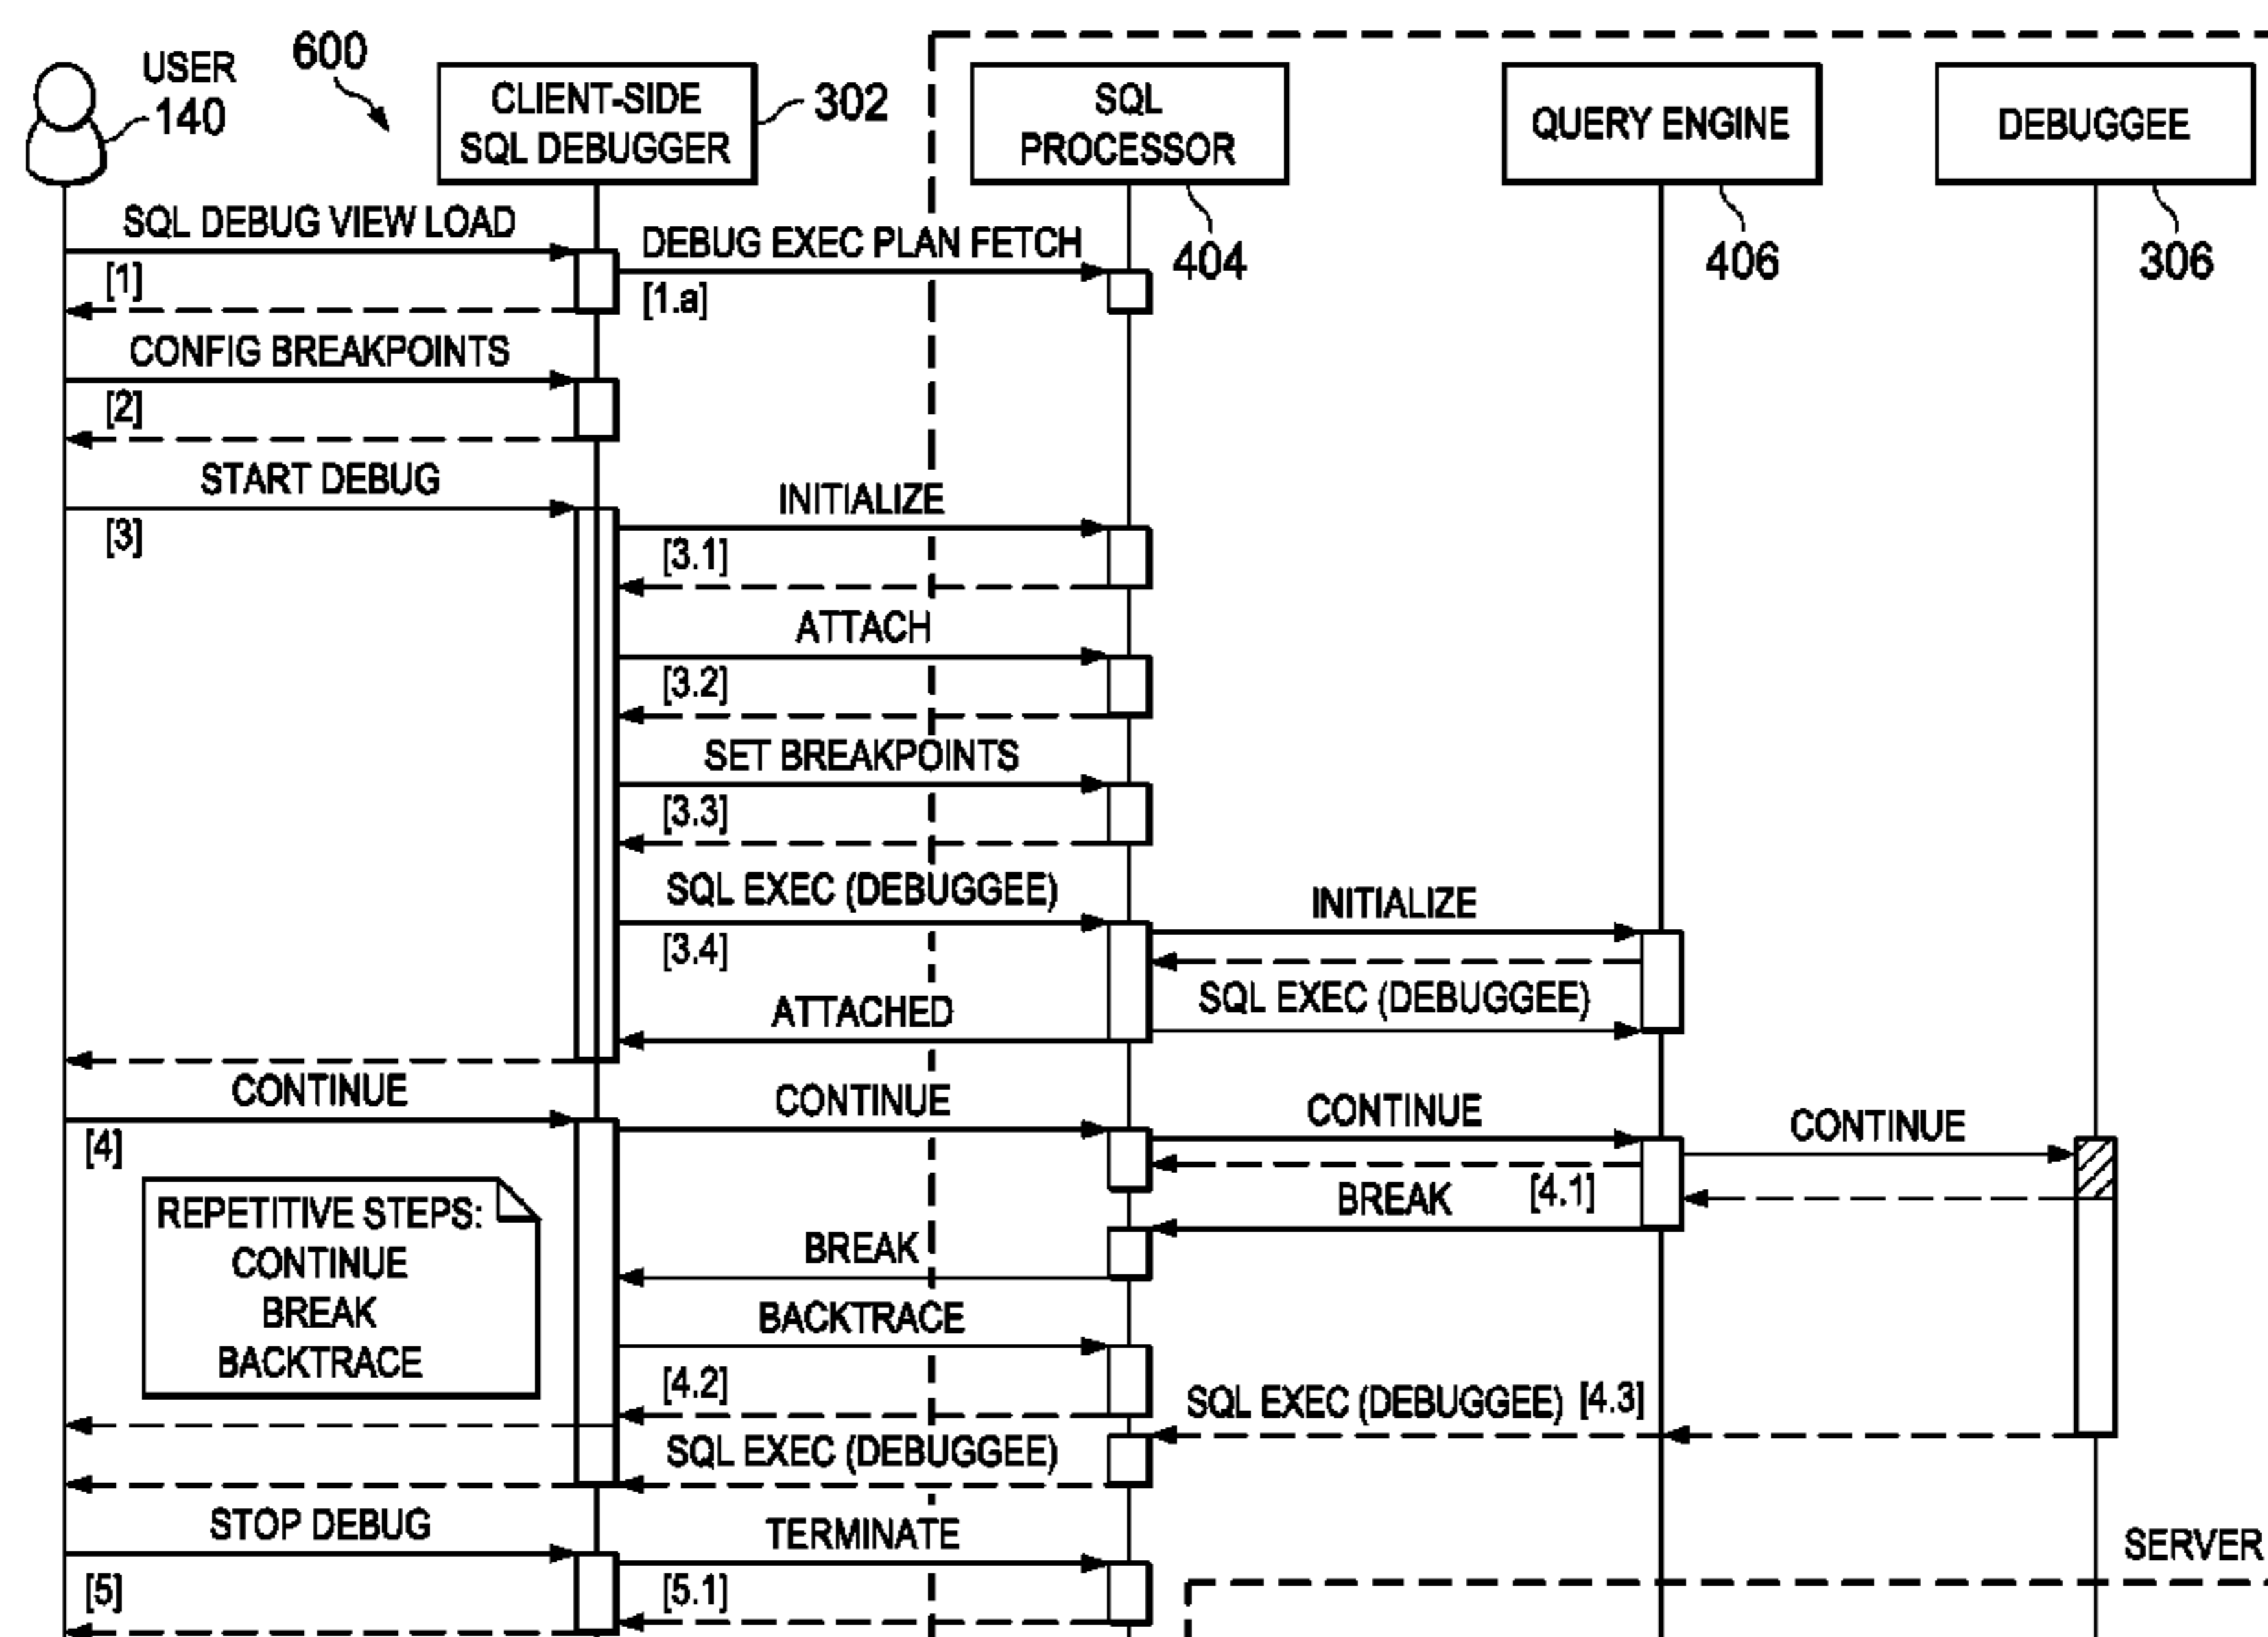 600
USER
140
CLIENT-SIDE
SQL DEBUGGER
302
SQL
PROCESSOR
404
QUERY ENGINE
406
DEBUGGEE
306
SQL DEBUG VIEW LOAD
[1]
DEBUG EXEC PLAN FETCH
[1.a]
CONFIG BREAKPOINTS
[2]
START DEBUG
[3]
INITIALIZE
[3.1]
ATTACH
[3.2]
SET BREAKPOINTS
[3.3]
SQL EXEC (DEBUGGEE)
[3.4]
INITIALIZE
SQL EXEC (DEBUGGEE)
ATTACHED
CONTINUE
[4]
CONTINUE
CONTINUE
CONTINUE
[4.1]
BREAK
BREAK
REPETITIVE STEPS:
CONTINUE
BREAK
BACKTRACE
BACKTRACE
[4.2]
SQL EXEC (DEBUGGEE) [4.3]
SQL EXEC (DEBUGGEE)
STOP DEBUG
[5]
TERMINATE
[5.1]
SERVER